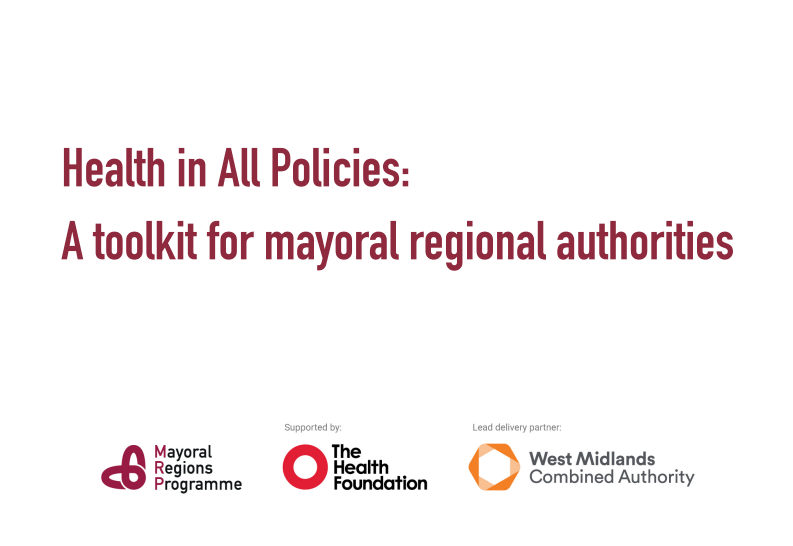 Health in All Policies:
A toolkit for mayoral regional authorities
Mayoral
Regions
Programme
Supported by:
The
Health
Foundation
Lead delivery partner:
West Midlands
Combined Authority